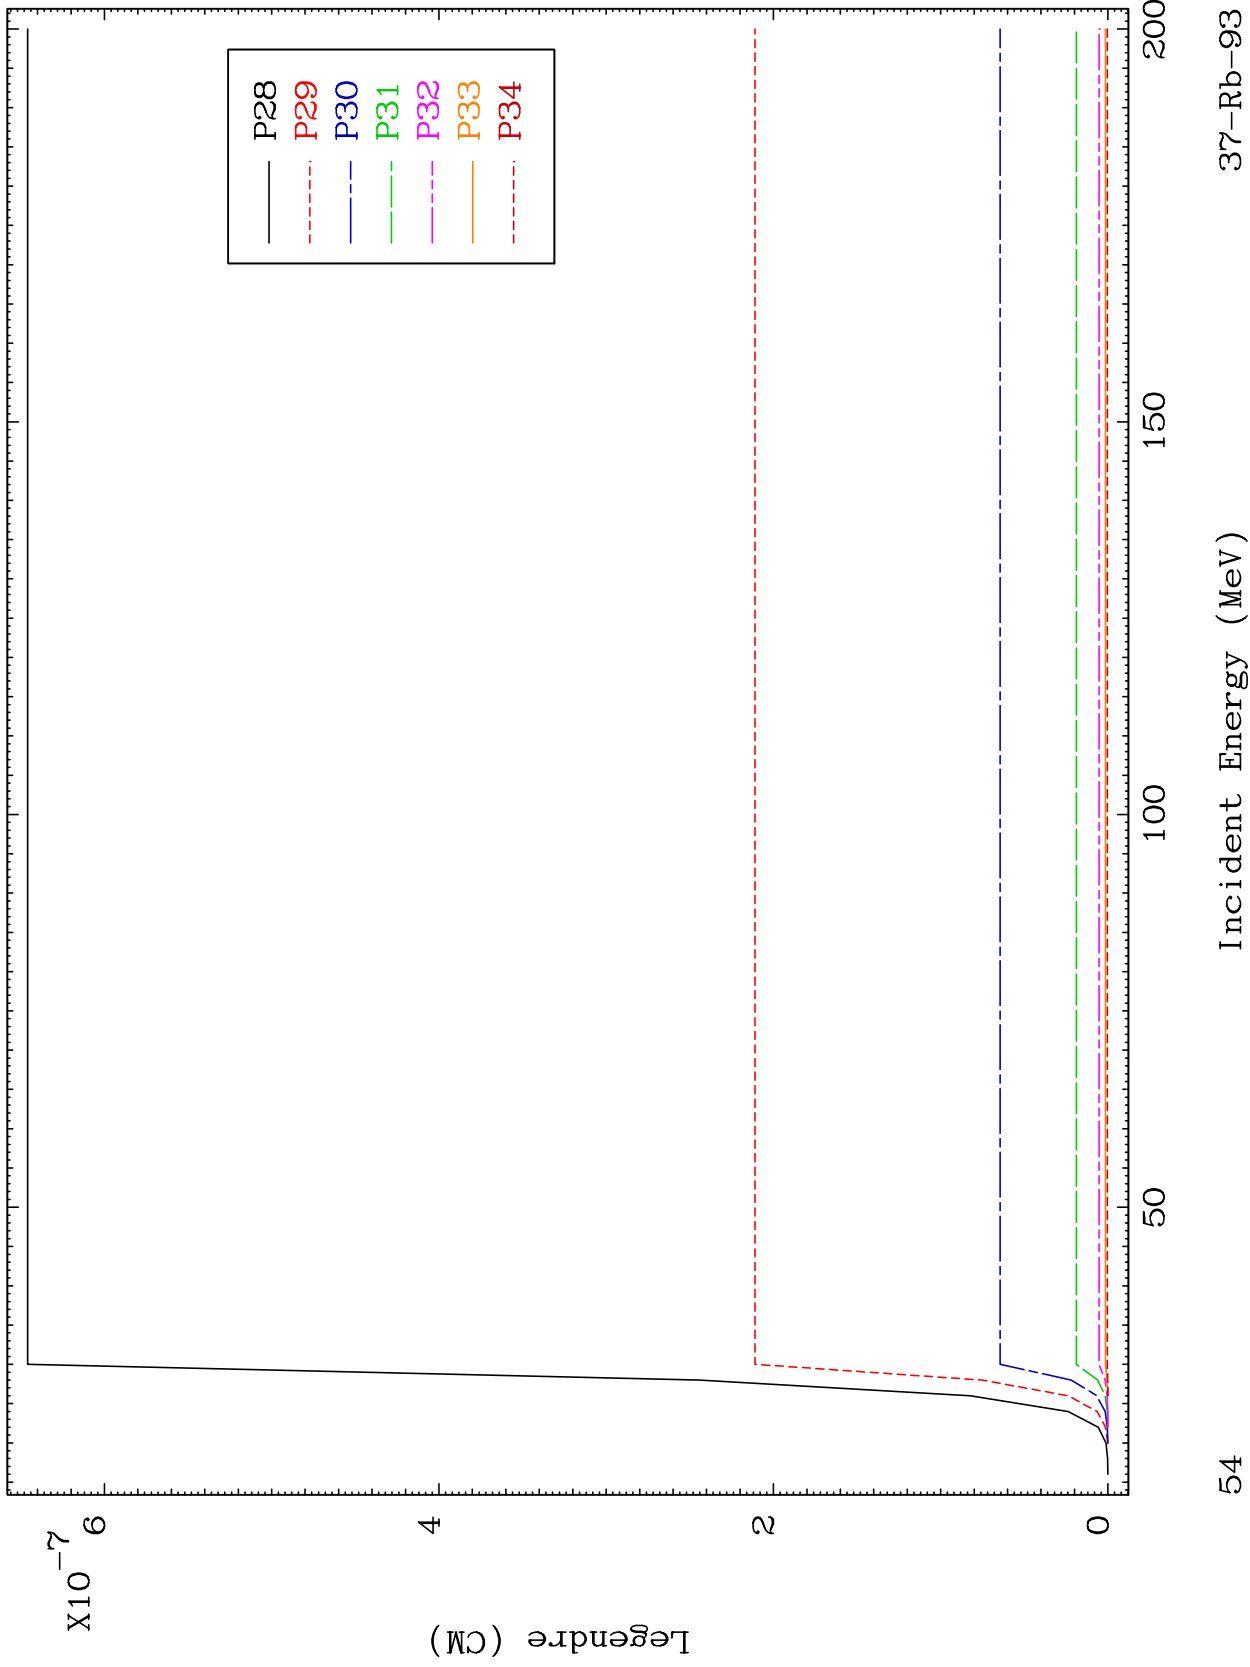 X10-7
6
4
2
0
Legendre (CM)
P28
P29
P30
P31
P32
P33
P34
50
100
150
200
Incident Energy (MeV)
54
37-Rb-93